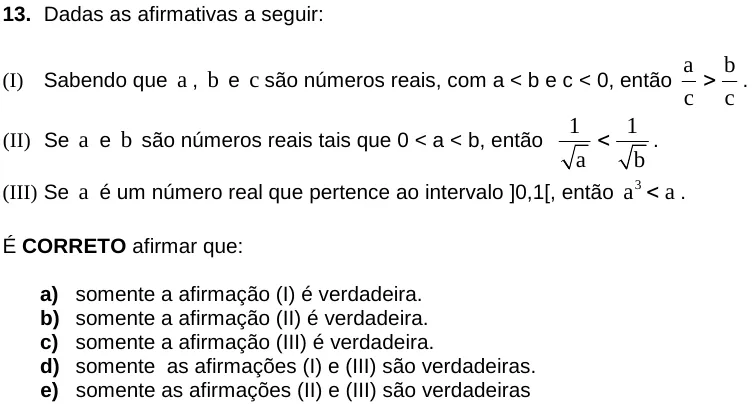 13. Dadas as afirmativas a seguir:
(I) Sabendo que a , b e c são números reais, com a < b e c < 0, então a/c > b/c .
(II) Se a e b são números reais tais que 0 < a < b, então 1/√a < 1/√b .
(III) Se a é um número real que pertence ao intervalo ]0,1[, então a³ < a .
É CORRETO afirmar que:
a) somente a afirmação (I) é verdadeira.
b) somente a afirmação (II) é verdadeira.
c) somente a afirmação (III) é verdadeira.
d) somente as afirmações (I) e (III) são verdadeiras.
e) somente as afirmações (II) e (III) são verdadeiras